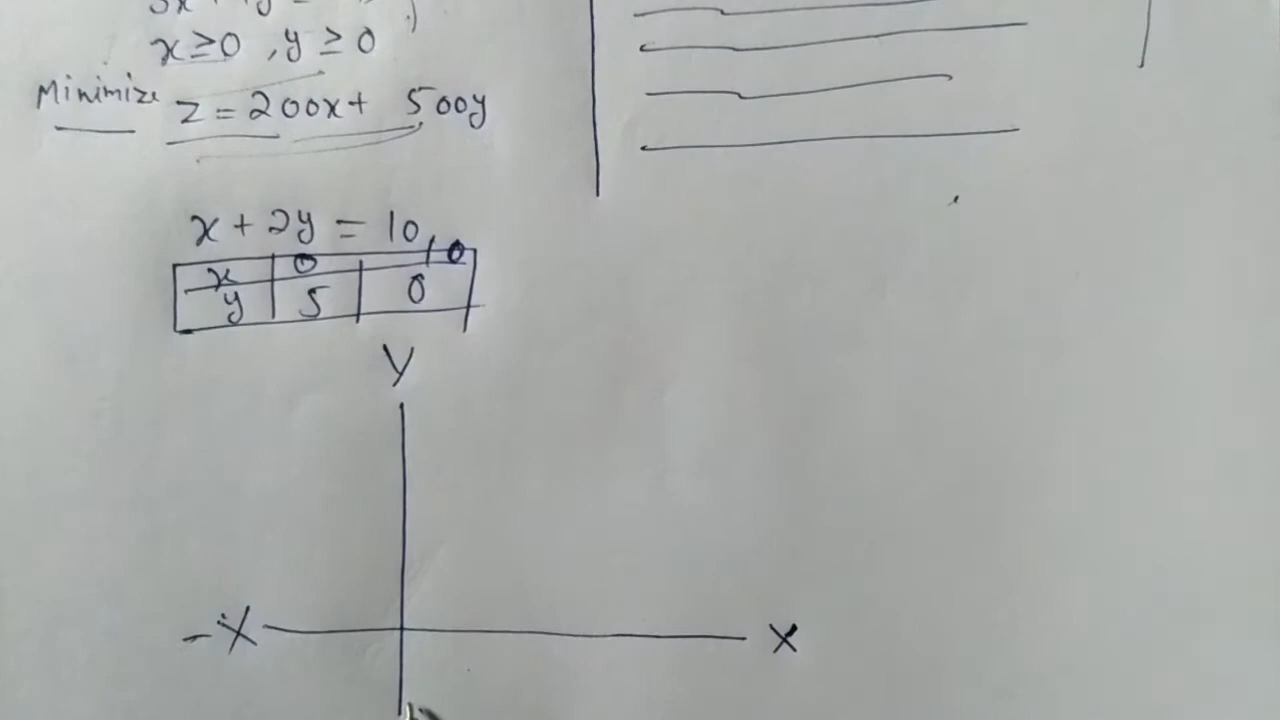 x ≥ 0 , y ≥ 0
Minimize z = 200x + 500y
x + 2y = 10
x 0 10
y 5 0
Y
-X X